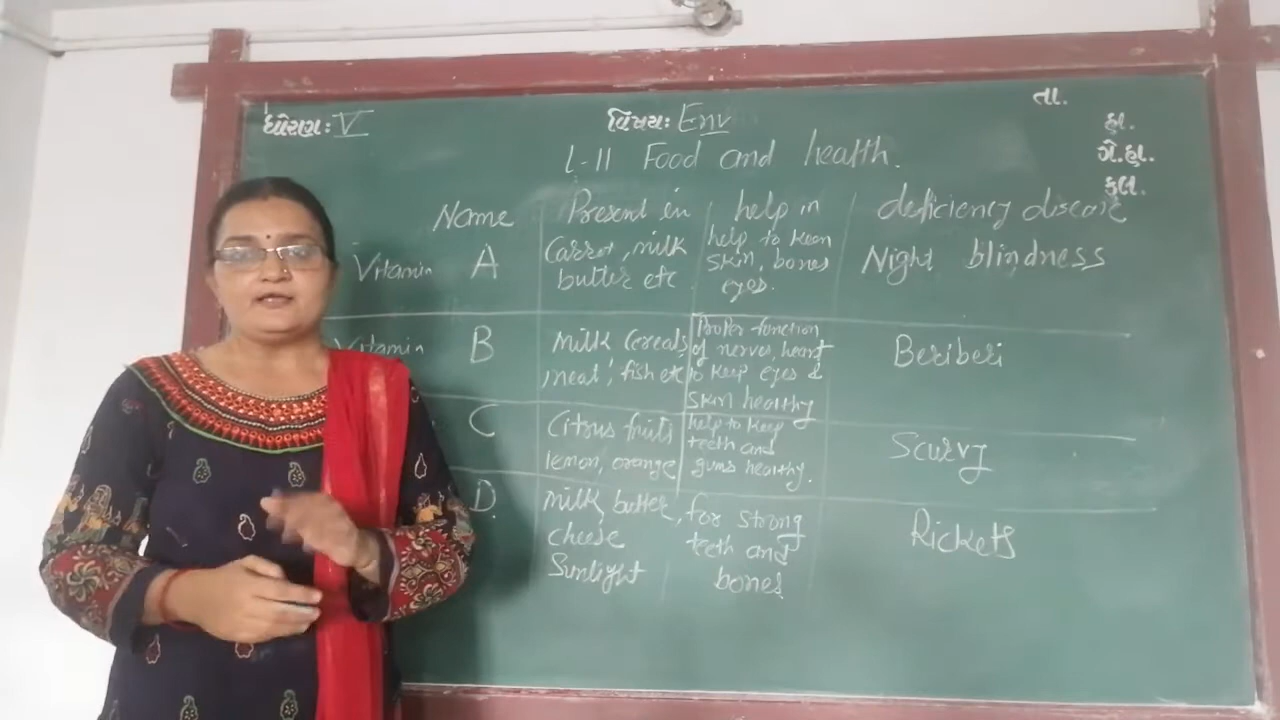 તા.
ધોરણ: V
વિષય: Env
હા.
ગે.હા.
કુલ.
L-11 Food and health.
Name Present in help in deficiency disease
Vitamin A
Carrot, milk
butter etc
help to keep
skin, bones
eyes.
Night blindness
Vitamin B
Milk Cereals,
meat, fish etc
Proper function
of nerves, heart
to keep eyes &
skin healthy
Beriberi
C
Citrus fruits
lemon, orange
help to keep
teeth and
gums healthy.
Scurvy
D
Milk, butter,
cheese
Sunlight
for strong
teeth and
bones
Rickets